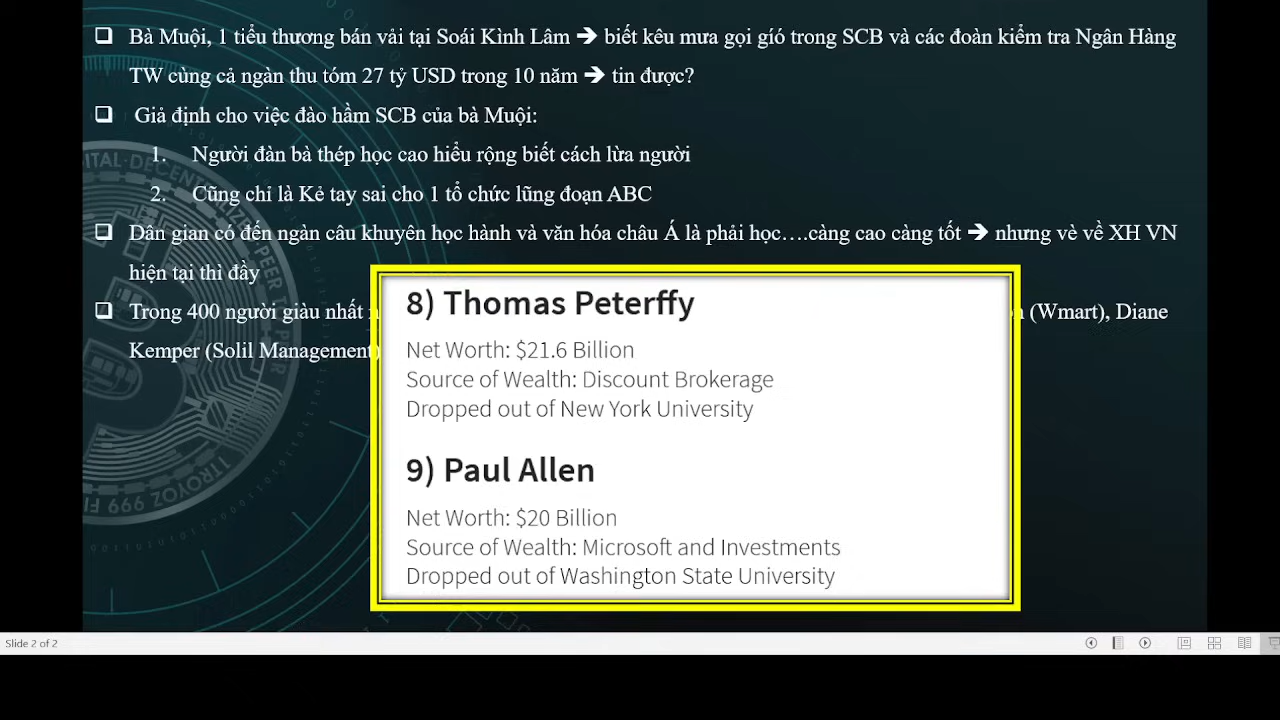 Bà Muội, 1 tiểu thương bán vải tại Soái Kình Lâm ➔ biết kêu mưa gọi gió trong SCB và các đoàn kiểm tra Ngân Hàng
TW cùng cả ngàn thu tóm 27 tỷ USD trong 10 năm ➔ tin được?
Giả định cho việc đào hầm SCB của bà Muội:
1. Người đàn bà thép học cao hiểu rộng biết cách lừa người
2. Cũng chỉ là Kẻ tay sai cho 1 tổ chức lũng đoạn ABC
Dân gian có đến ngàn câu khuyên học hành và văn hóa châu Á là phải học….càng cao càng tốt ➔ nhưng vè về XH VN
hiện tại thì đầy
Trong 400 người giàu nhất (Wmart), Diane
Kemper (Solil Management)
8) Thomas Peterffy
Net Worth: $21.6 Billion
Source of Wealth: Discount Brokerage
Dropped out of New York University
9) Paul Allen
Net Worth: $20 Billion
Source of Wealth: Microsoft and Investments
Dropped out of Washington State University
Slide 2 of 2